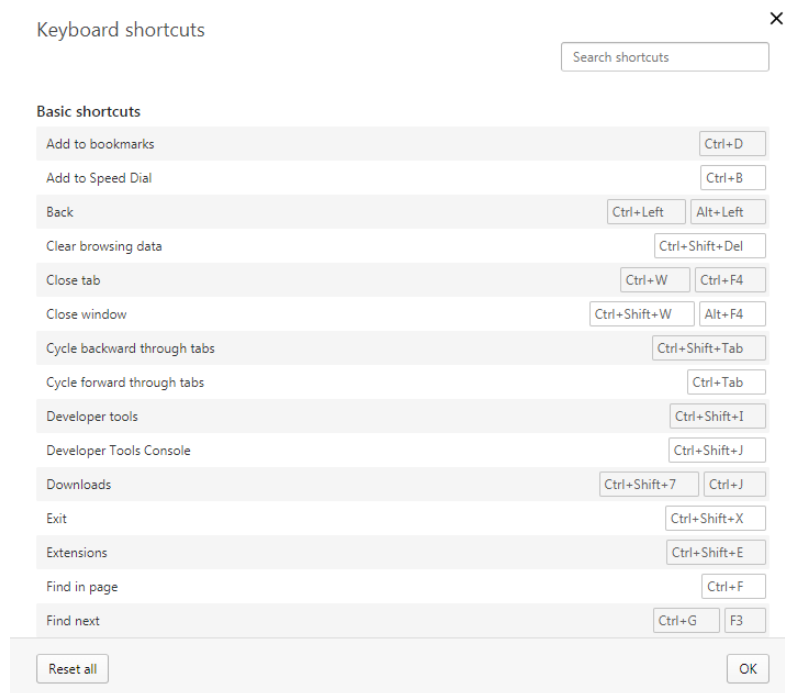 Keyboard shortcuts
Search shortcuts
Basic shortcuts
Add to bookmarks Ctrl+D
Add to Speed Dial Ctrl+B
Back Ctrl+Left Alt+Left
Clear browsing data Ctrl+Shift+Del
Close tab Ctrl+W Ctrl+F4
Close window Ctrl+Shift+W Alt+F4
Cycle backward through tabs Ctrl+Shift+Tab
Cycle forward through tabs Ctrl+Tab
Developer tools Ctrl+Shift+I
Developer Tools Console Ctrl+Shift+J
Downloads Ctrl+Shift+7 Ctrl+J
Exit Ctrl+Shift+X
Extensions Ctrl+Shift+E
Find in page Ctrl+F
Find next Ctrl+G F3
Reset all OK